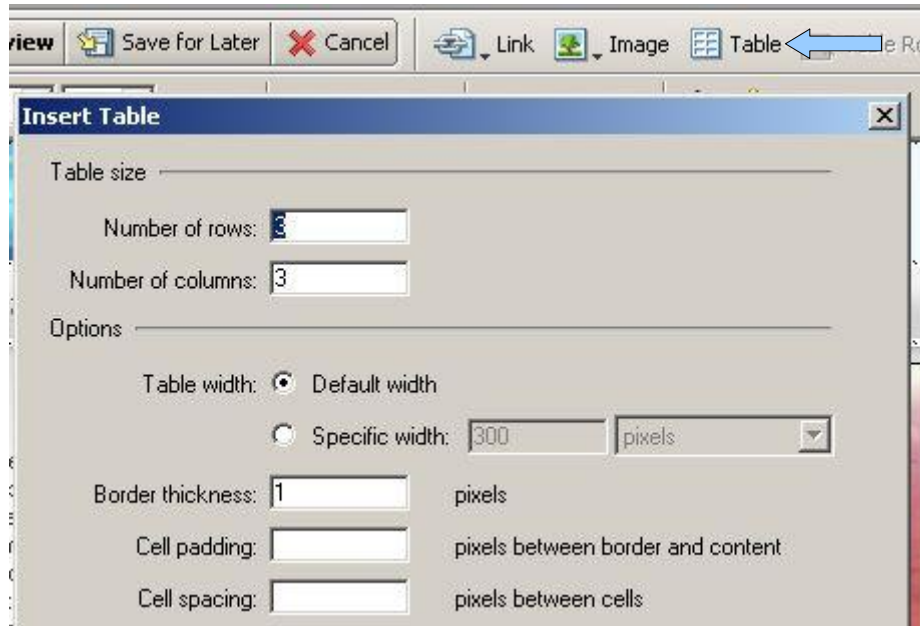 view Save for Later Cancel Link Image Table
Insert Table
Table size
Number of rows: 3
Number of columns: 3
Options
Table width: Default width
Specific width: 300 pixels
Border thickness: 1 pixels
Cell padding: pixels between border and content
Cell spacing: pixels between cells